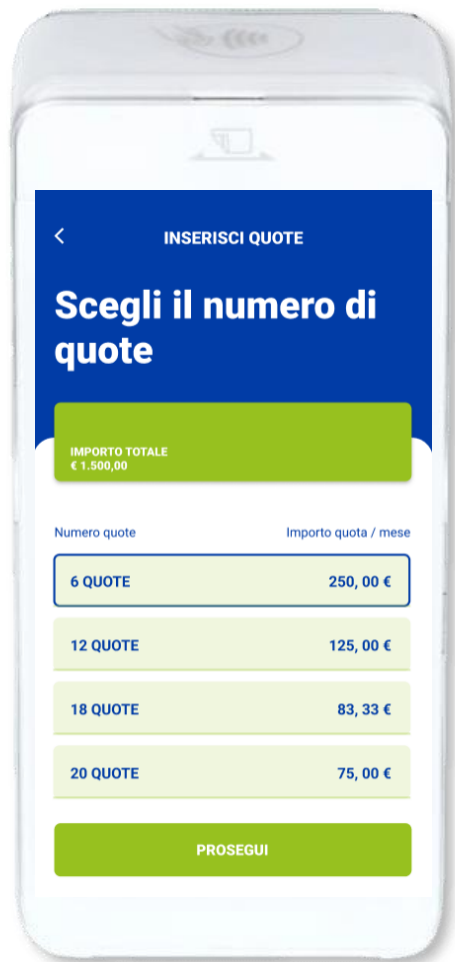 INSERISCI QUOTE
Scegli il numero di
quote
IMPORTO TOTALE
€ 1.500,00
Numero quote Importo quota / mese
6 QUOTE 250, 00 €
12 QUOTE 125, 00 €
18 QUOTE 83, 33 €
20 QUOTE 75, 00 €
PROSEGUI